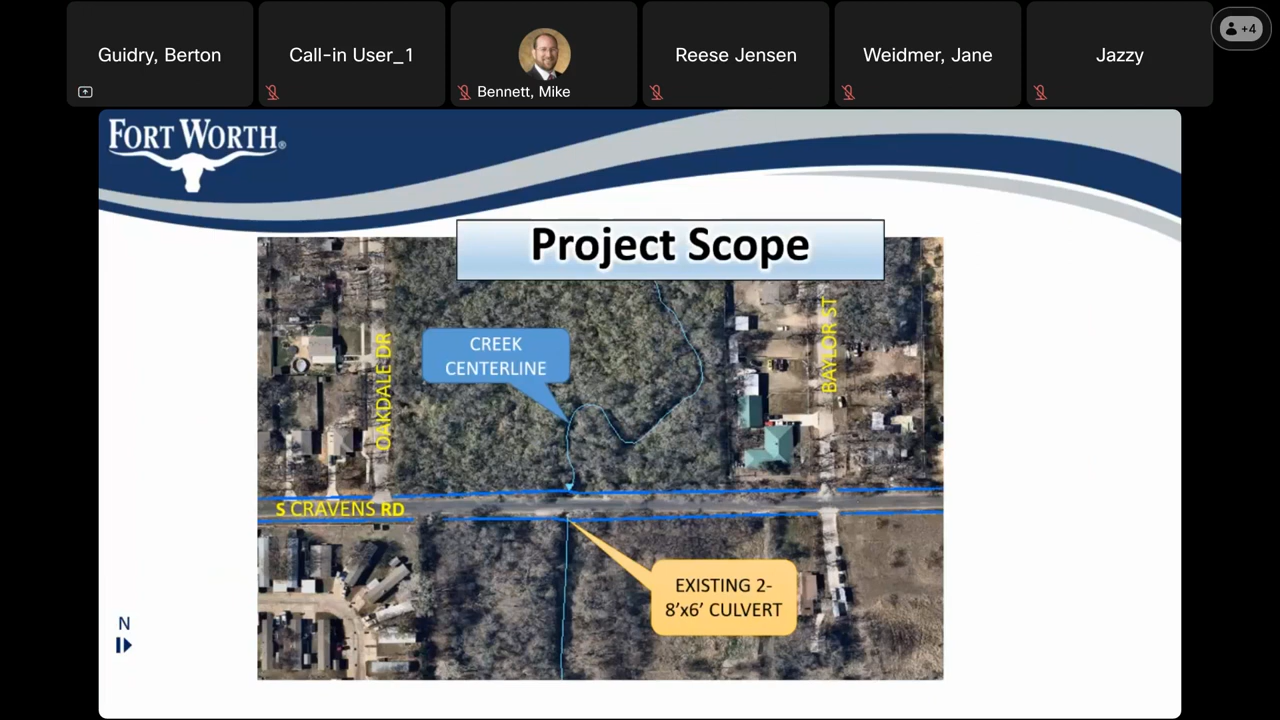 Guidry, Berton
Call-in User_1
Bennett, Mike
Reese Jensen
Weidmer, Jane
Jazzy
+4
FORT WORTH®
Project Scope
CREEK
CENTERLINE
OAKDALE DR
BAYLOR ST
S CRAVENS RD
EXISTING 2-
8’x6’ CULVERT
N